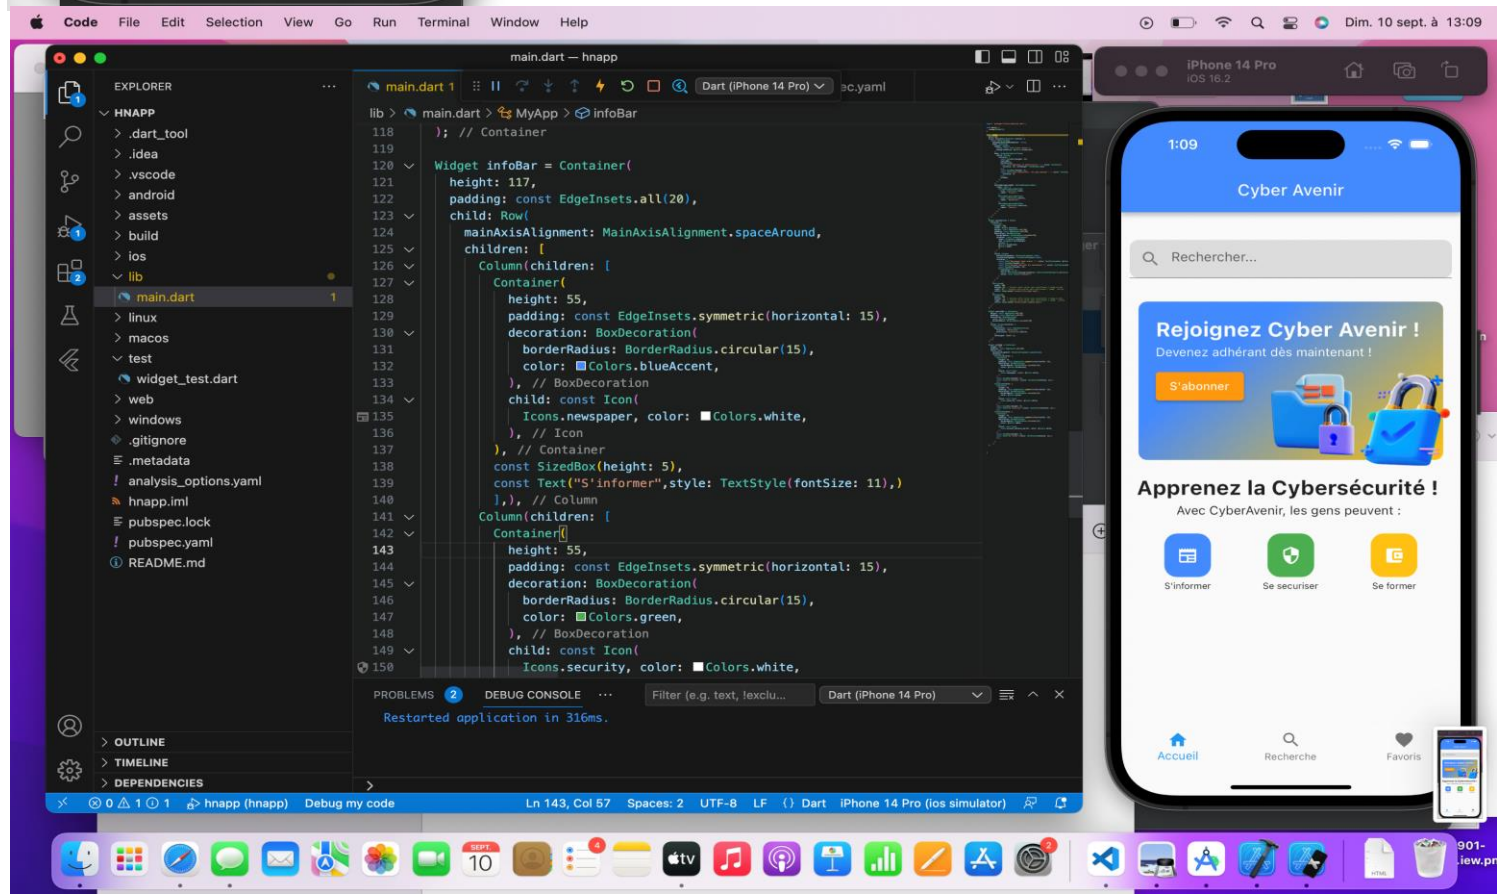 Code File Edit Selection View Go Run Terminal Window Help
Dim. 10 sept. à 13:09
main.dart — hnapp
EXPLORER
HNAPP
.dart_tool
.idea
.vscode
android
assets
build
ios
lib
main.dart 1
linux
macos
test
widget_test.dart
web
windows
.gitignore
.metadata
analysis_options.yaml
hnapp.iml
pubspec.lock
pubspec.yaml
README.md
OUTLINE
TIMELINE
DEPENDENCIES
main.dart 1
Dart (iPhone 14 Pro)
ec.yaml
lib > main.dart > MyApp > infoBar
118 ); // Container
119
120 Widget infoBar = Container(
121 height: 117,
122 padding: const EdgeInsets.all(20),
123 child: Row(
124 mainAxisAlignment: MainAxisAlignment.spaceAround,
125 children: [
126 Column(children: [
127 Container(
128 height: 55,
129 padding: const EdgeInsets.symmetric(horizontal: 15),
130 decoration: BoxDecoration(
131 borderRadius: BorderRadius.circular(15),
132 color: Colors.blueAccent,
133 ), // BoxDecoration
134 child: const Icon(
135 Icons.newspaper, color: Colors.white,
136 ), // Icon
137 ), // Container
138 const SizedBox(height: 5),
139 const Text("S'informer",style: TextStyle(fontSize: 11),)
140 ],), // Column
141 Column(children: [
142 Container(
143 height: 55,
144 padding: const EdgeInsets.symmetric(horizontal: 15),
145 decoration: BoxDecoration(
146 borderRadius: BorderRadius.circular(15),
147 color: Colors.green,
148 ), // BoxDecoration
149 child: const Icon(
150 Icons.security, color: Colors.white,
PROBLEMS 2 DEBUG CONSOLE ··· Filter (e.g. text, !exclu... Dart (iPhone 14 Pro)
Restarted application in 316ms.
0 1 1 hnapp (hnapp) Debug my code
Ln 143, Col 57 Spaces: 2 UTF-8 LF {} Dart iPhone 14 Pro (ios simulator)
iPhone 14 Pro
iOS 16.2
1:09
Cyber Avenir
Rechercher...
Rejoignez Cyber Avenir !
Devenez adhérant dès maintenant !
S'abonner
Apprenez la Cybersécurité !
Avec CyberAvenir, les gens peuvent :
S'informer Se securiser Se former
Accueil Recherche Favoris
SEPT.
10
4
tv
2
HTML
901-
iew.pn